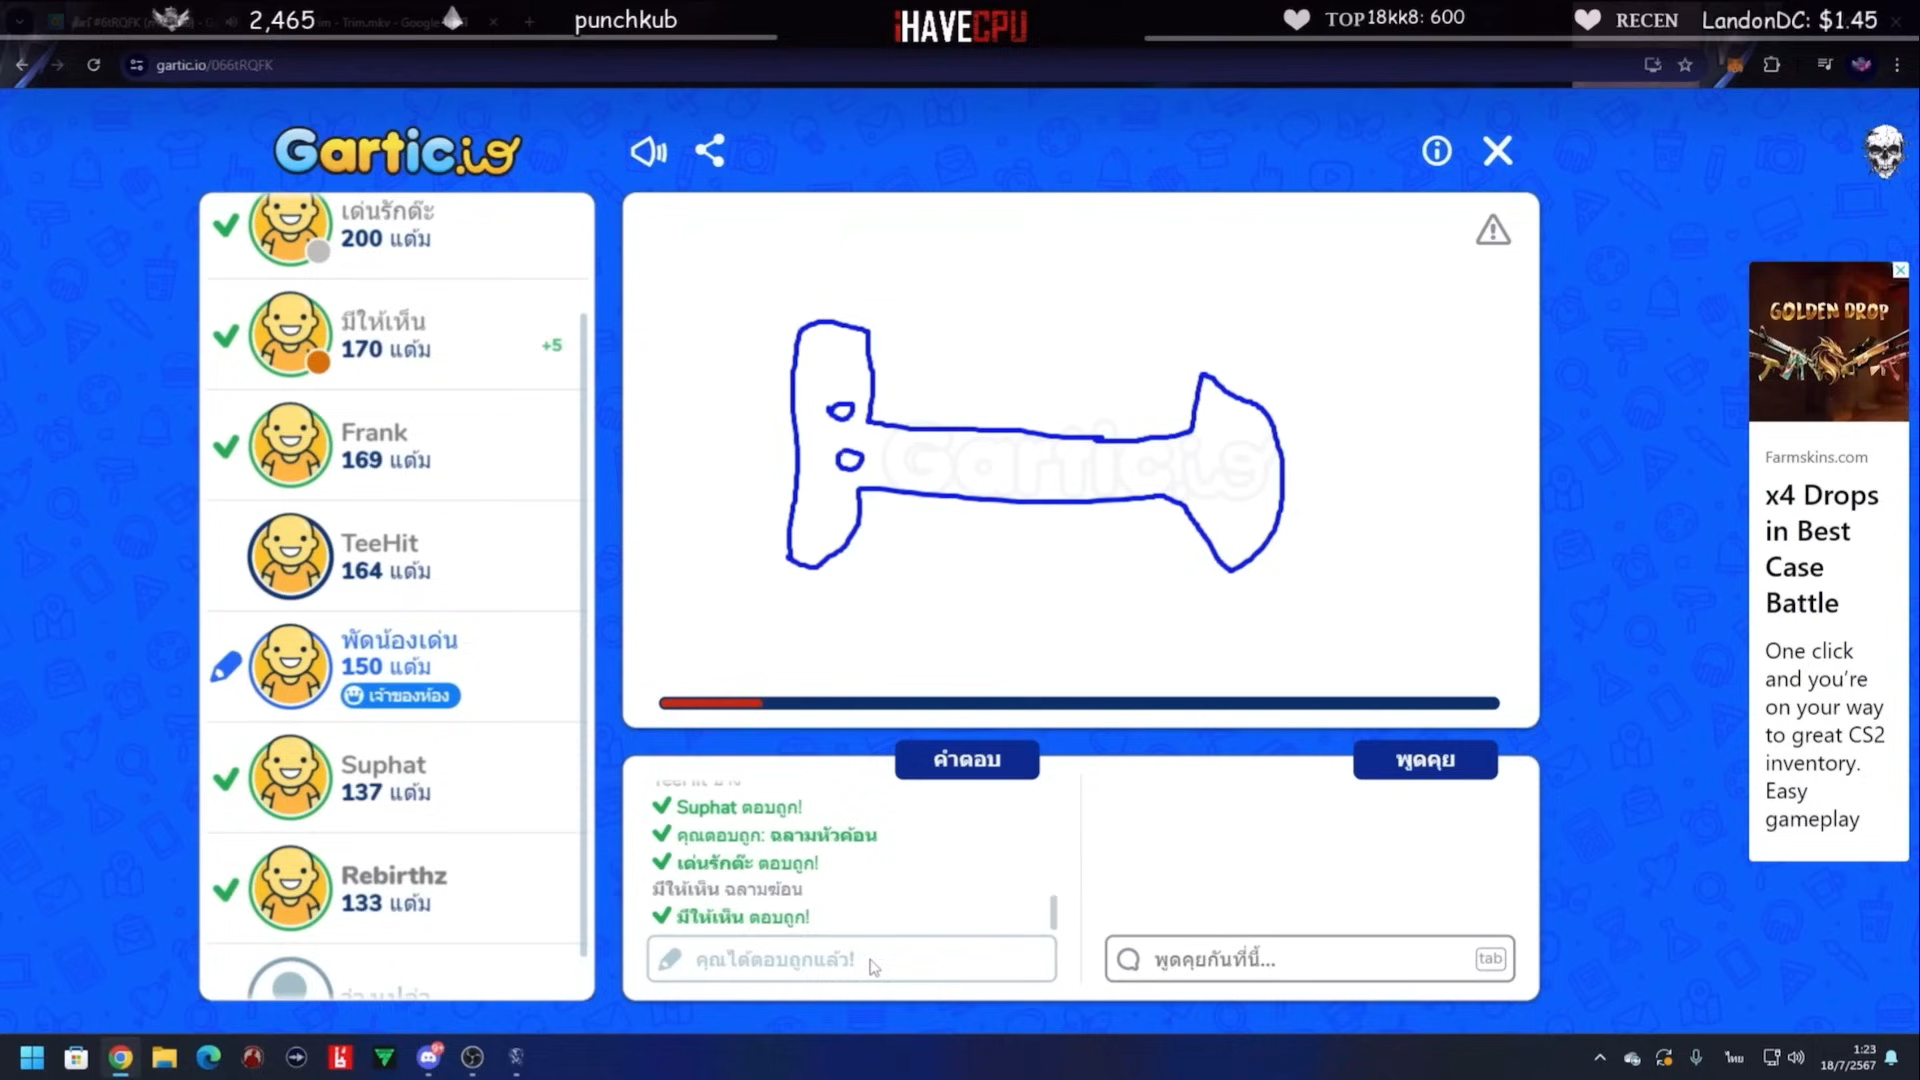 2,465
punchkub
iHAVECPU
TOP 18kk8: 600
RECEN LandonDC: $1.45
gartic.io/066tRQFK
Gartic.io
เด่นรักต๊ะ
200 แต้ม
มีให้เห็น
170 แต้ม
+5
Frank
169 แต้ม
TeeHit
164 แต้ม
พัดน้องเด่น
150 แต้ม
เจ้าของห้อง
Suphat
137 แต้ม
Rebirthz
133 แต้ม
Gartic.io
คำตอบ
Suphat ตอบถูก!
คุณตอบถูก: ฉลามหัวค้อน
เด่นรักต๊ะ ตอบถูก!
มีให้เห็น ฉลามฆ้อน
มีให้เห็น ตอบถูก!
คุณได้ตอบถูกแล้ว!
พูดคุย
พูดคุยกันที่นี้...
tab
GOLDEN DROP
Farmskins.com
x4 Drops
in Best
Case
Battle
One click
and you're
on your way
to great CS2
inventory.
Easy
gameplay
ไทย
1:23
18/7/2567